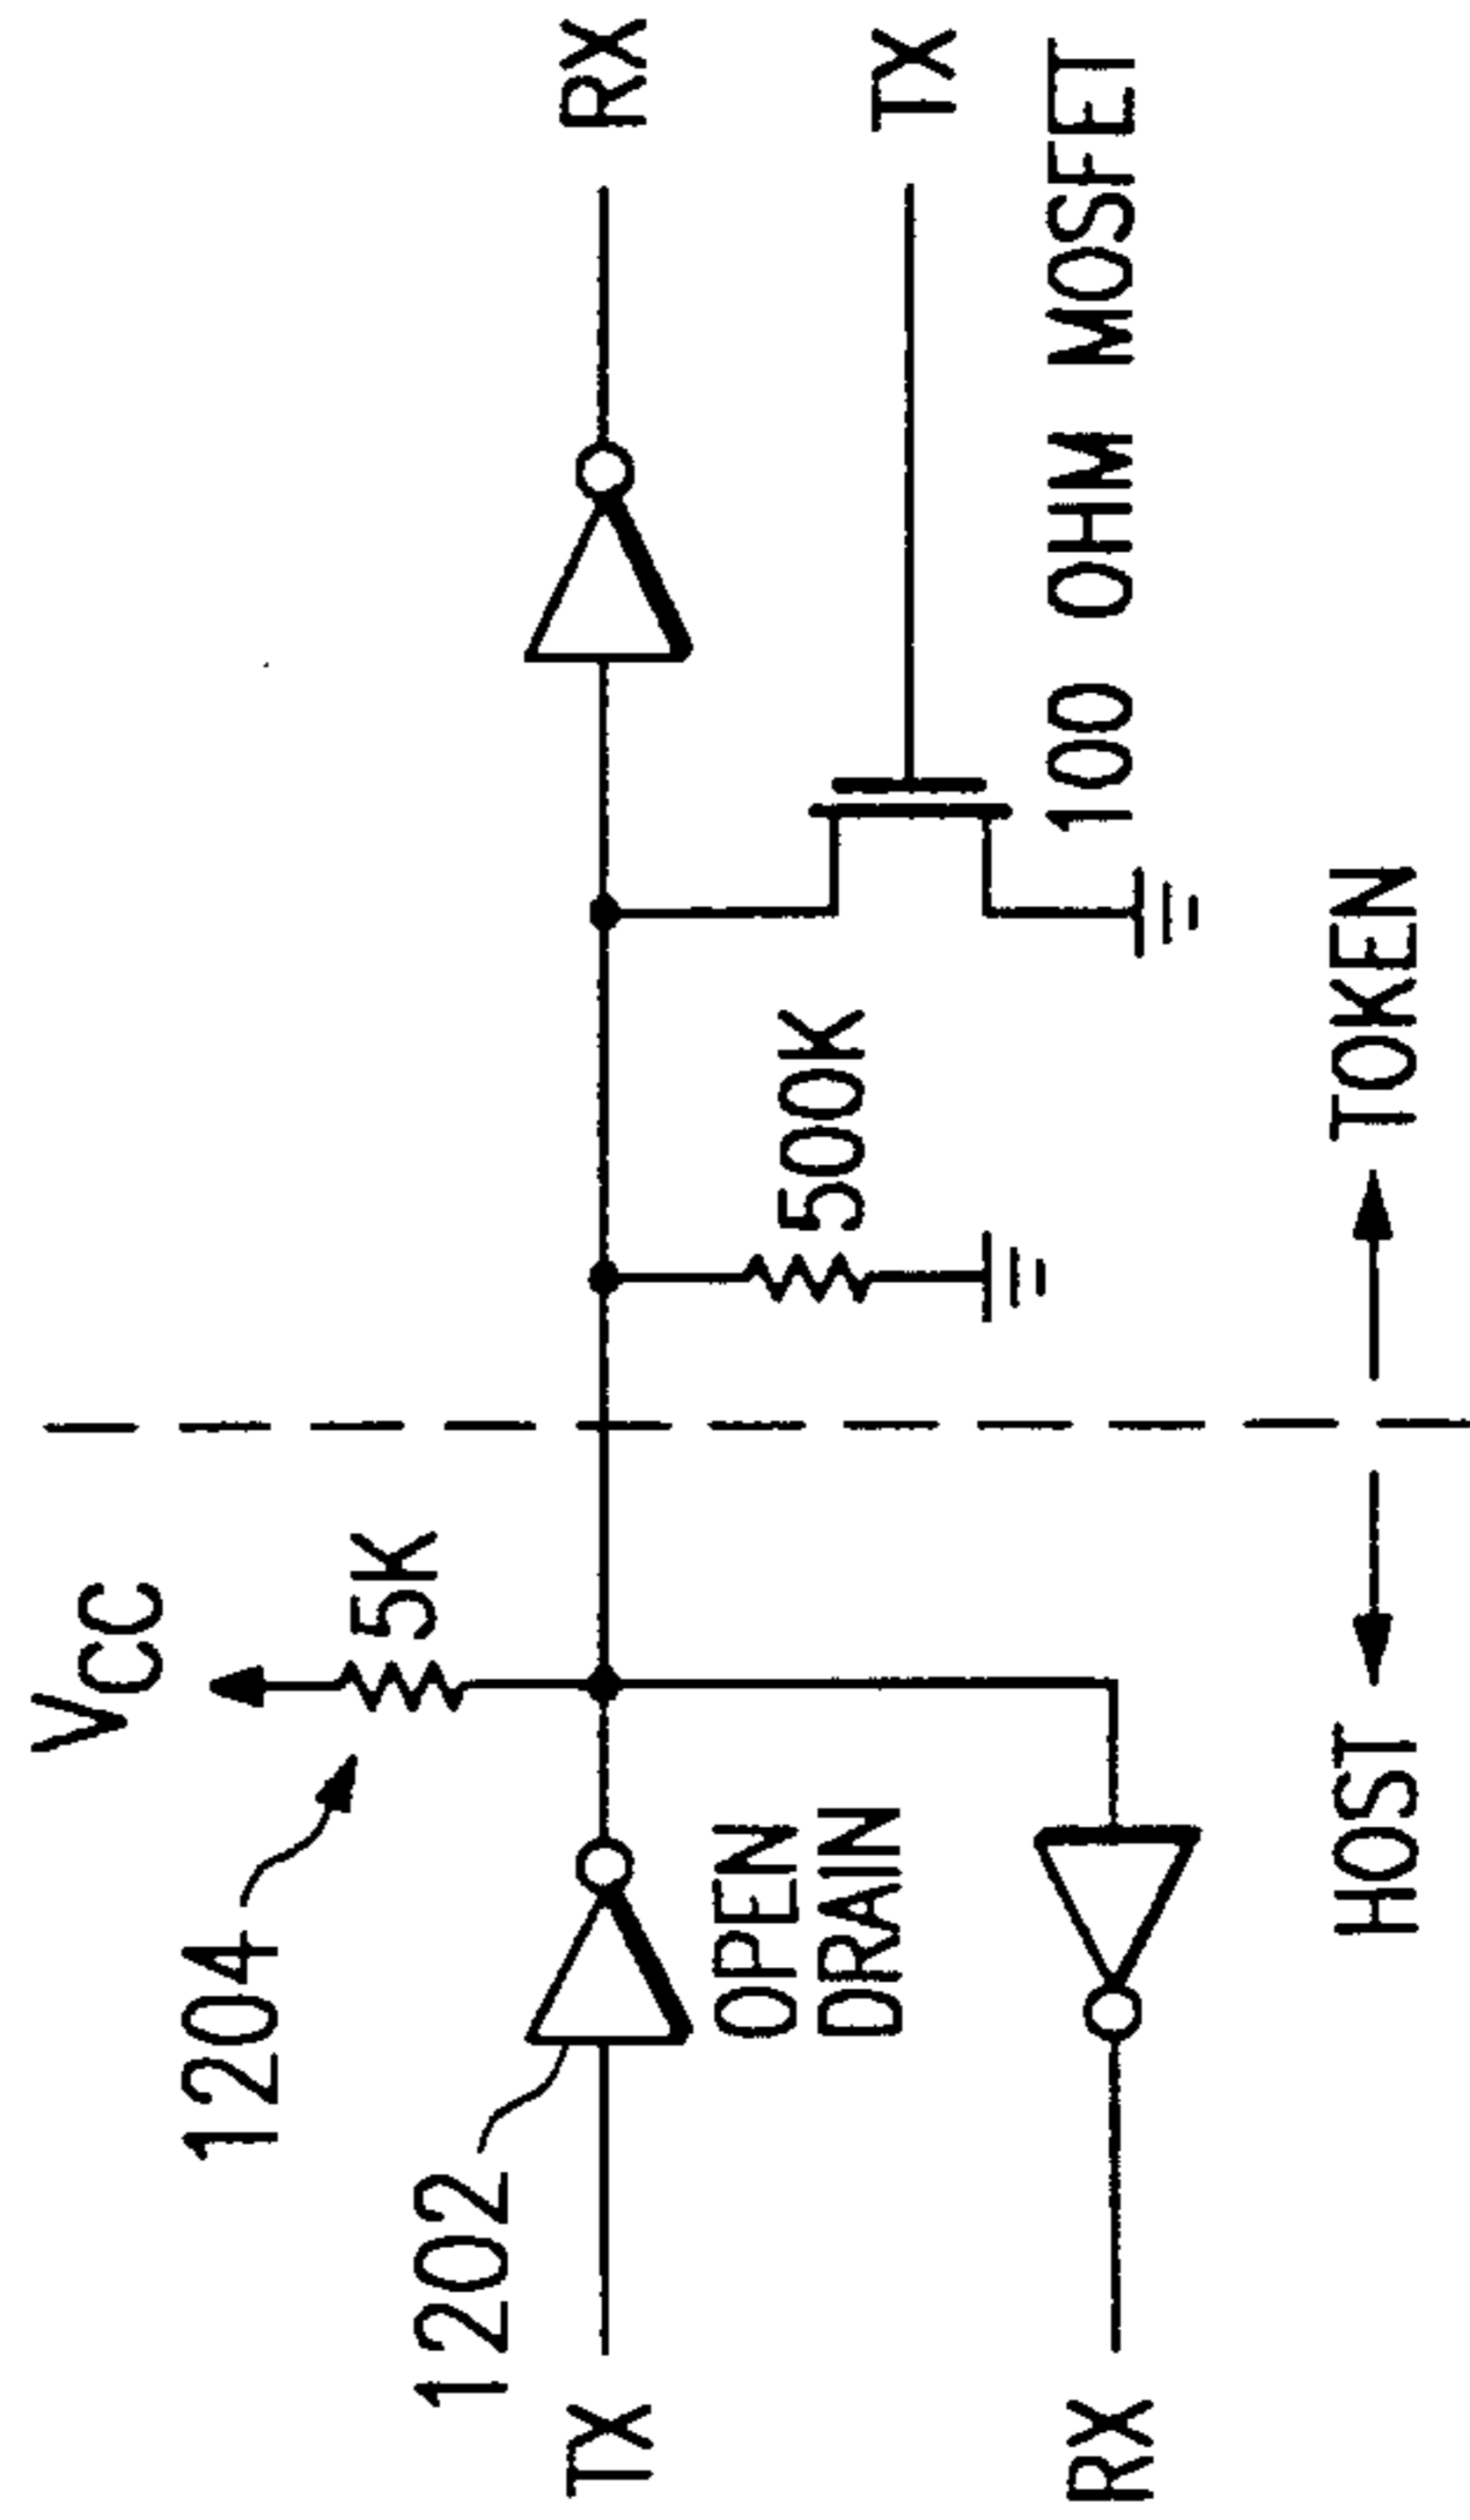 Vcc
5K
1204
1202
TX
OPEN
DRAIN
RX
HOST
TOKEN
500K
100 OHM MOSFET
RX
TX